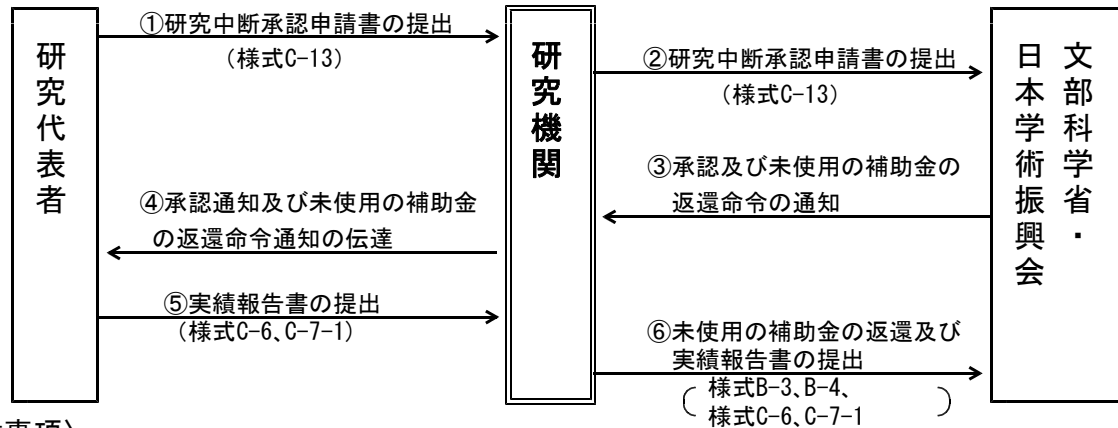 研究代表者
①研究中断承認申請書の提出
（様式C-13）
研究機関
②研究中断承認申請書の提出
（様式C-13）
文部科学省・
日本学術振興会
③承認及び未使用の補助金の
返還命令の通知
④承認通知及び未使用の補助金
の返還命令通知の伝達
⑤実績報告書の提出
（様式C-6、C-7-1）
⑥未使用の補助金の返還及び
実績報告書の提出
様式B-3、B-4、
様式C-6、C-7-1